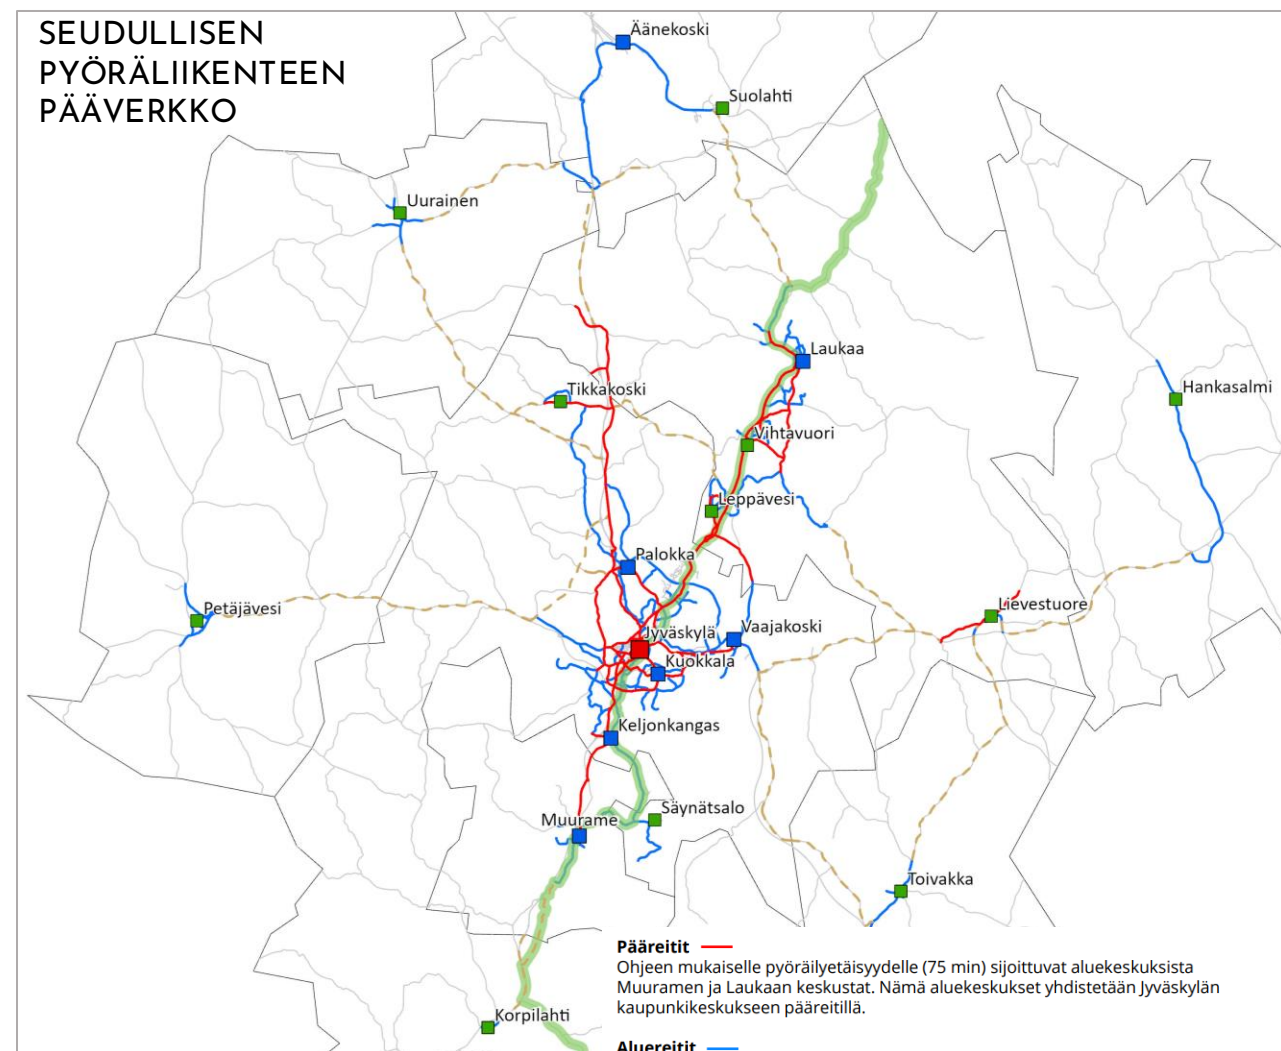 SEUDULLISEN
PYÖRÄLIIKENTEEN
PÄÄVERKKO
Äänekoski
Suolahti
Uurainen
Laukaa
Tikkakoski
Hankasalmi
Vihtavuori
Leppävesi
Palokka
Petäjävesi
Lievestuore
Jyväskylä
Vaajakoski
Kuokkala
Keljonkangas
Säynätsalo
Muurame
Toivakka
Korpilahti
Pääreitit
Ohjeen mukaiselle pyöräilyetäisyydelle (75 min) sijoittuvat aluekeskuksista
Muuramen ja Laukaan keskustat. Nämä aluekeskukset yhdistetään Jyväskylän
kaupunkikeskukseen pääreitillä.
Aluereitit